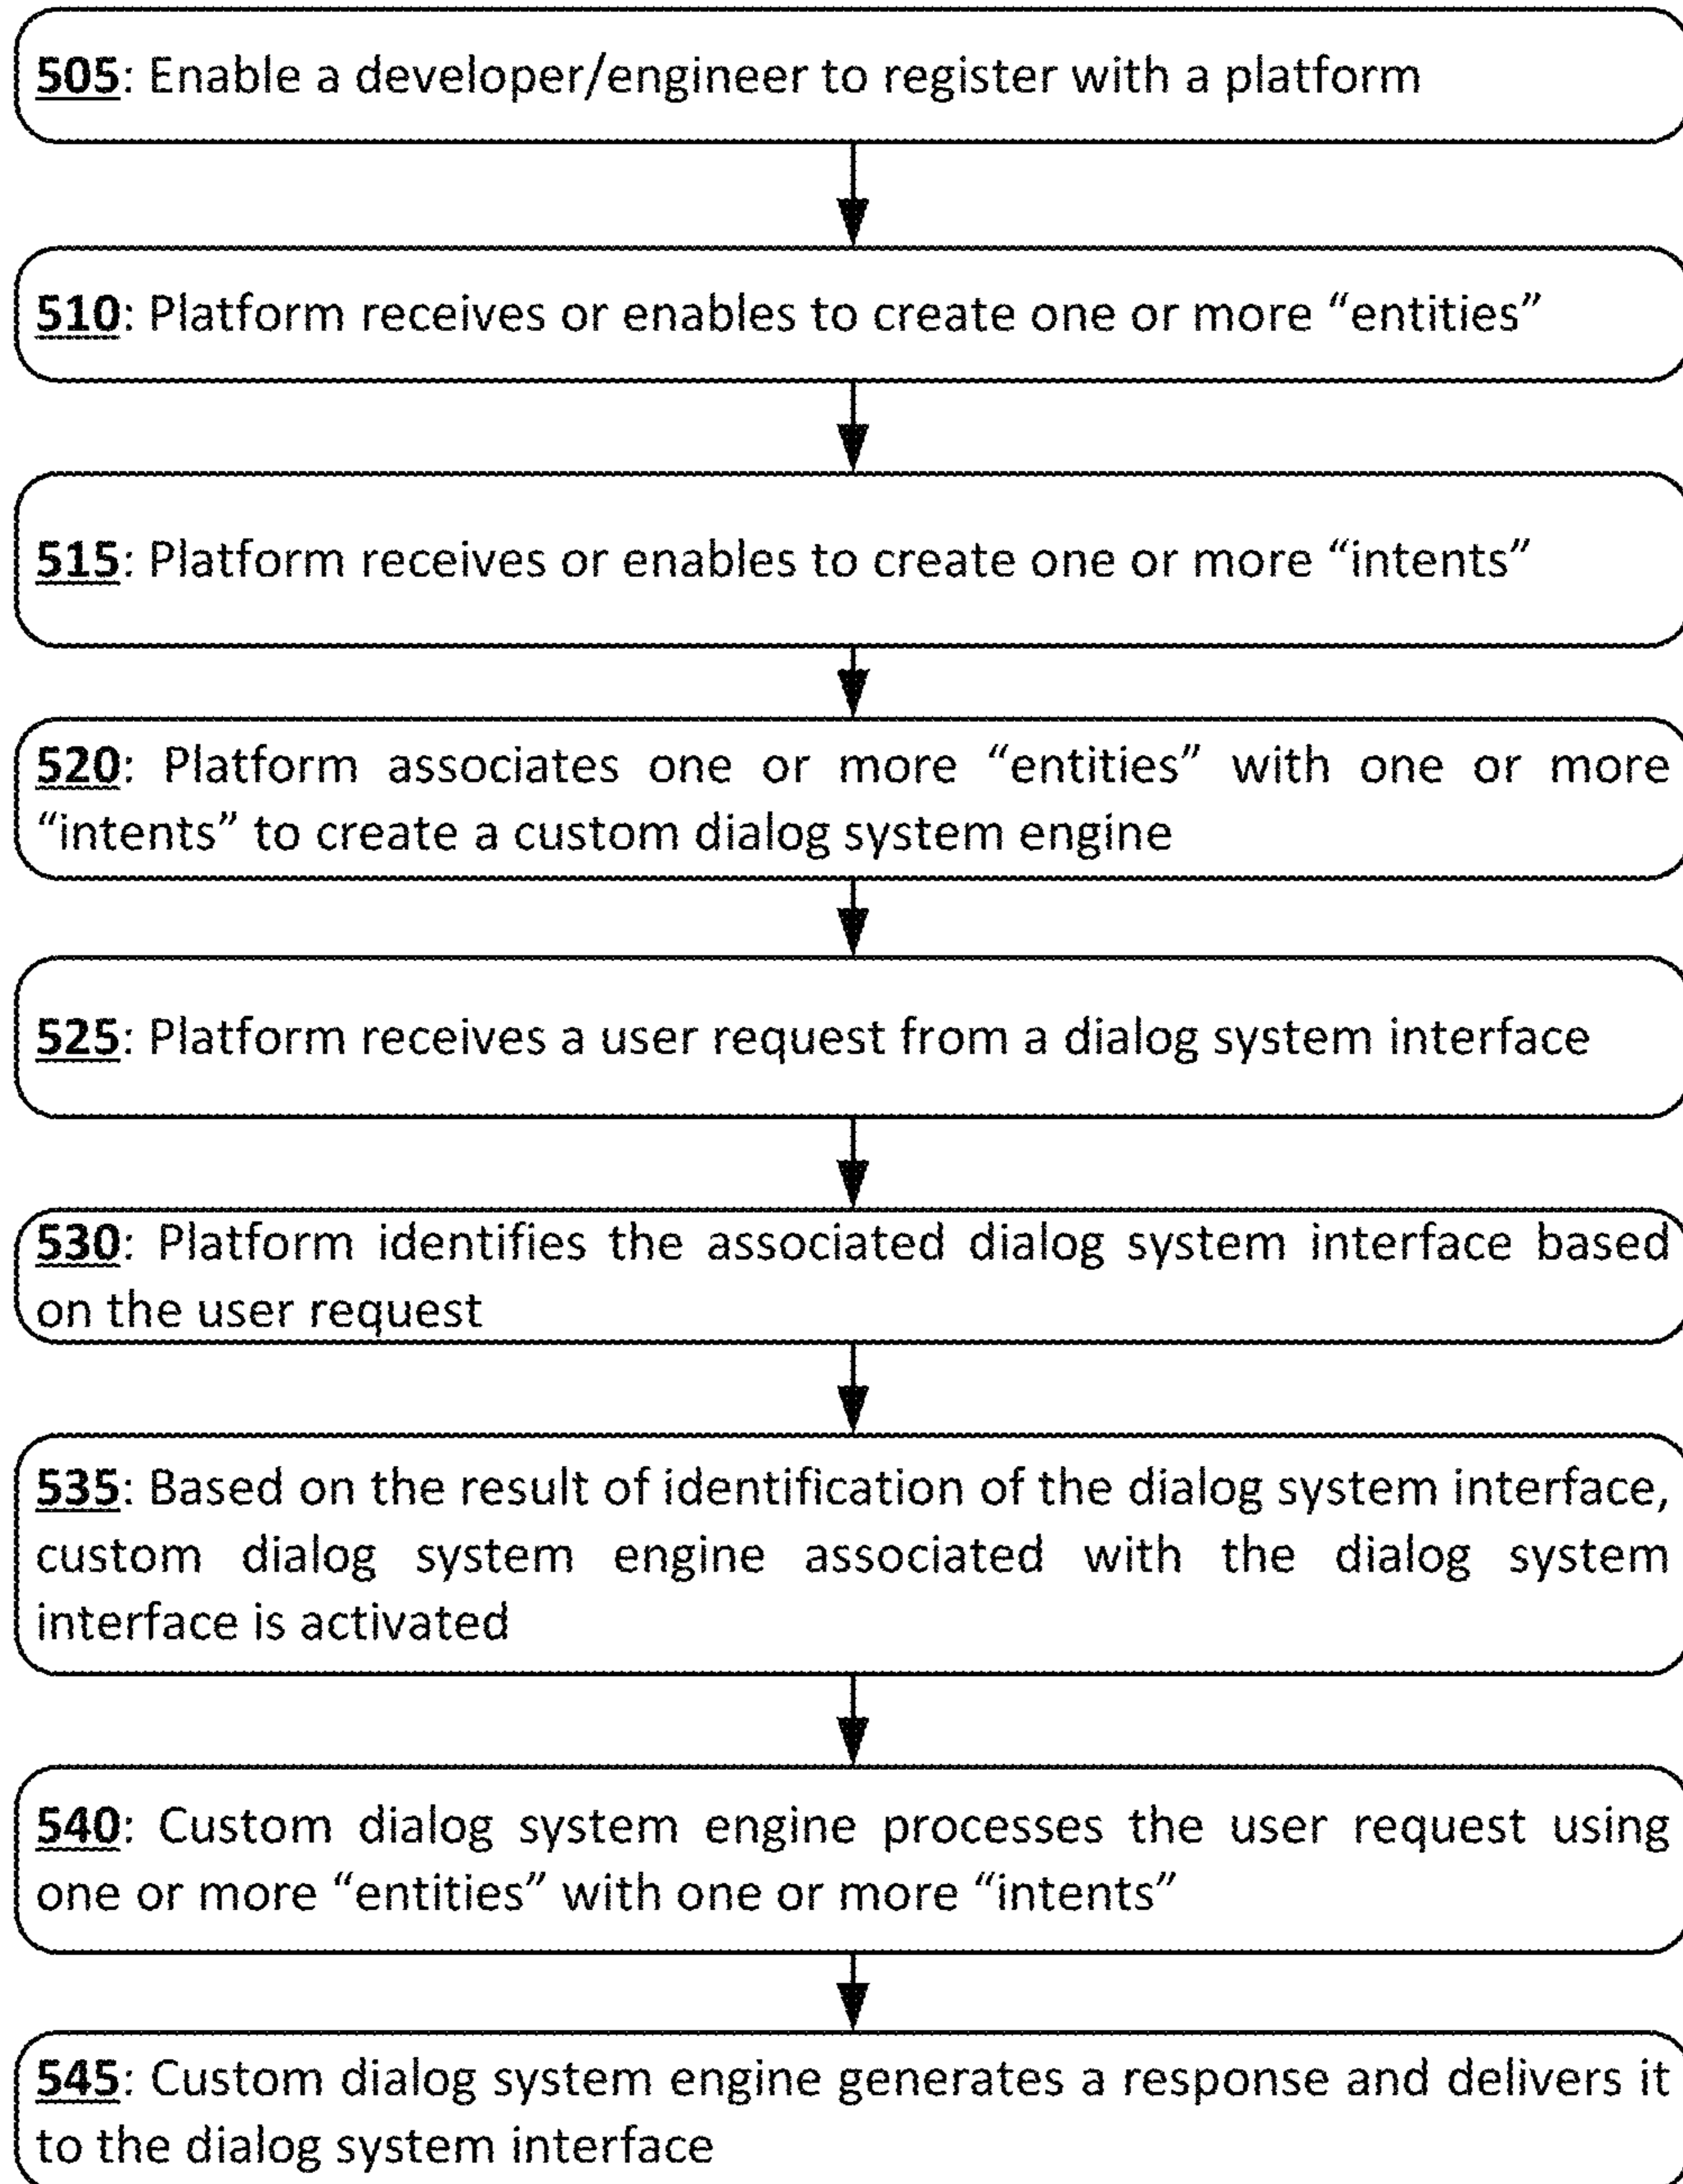 505: Enable a developer/engineer to register with a platform
510: Platform receives or enables to create one or more “entities”
515: Platform receives or enables to create one or more “intents”
520: Platform associates one or more “entities” with one or more
“intents” to create a custom dialog system engine
525: Platform receives a user request from a dialog system interface
530: Platform identifies the associated dialog system interface based
on the user request
535: Based on the result of identification of the dialog system interface,
custom dialog system engine associated with the dialog system
interface is activated
540: Custom dialog system engine processes the user request using
one or more “entities” with one or more “intents”
545: Custom dialog system engine generates a response and delivers it
to the dialog system interface